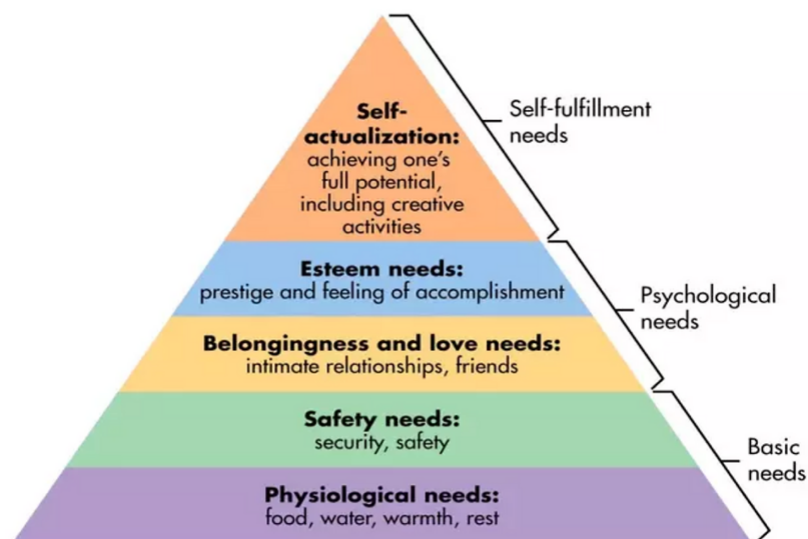 Self-
actualization:
achieving one's
full potential,
including creative
activities
Self-fulfillment
needs
Esteem needs:
prestige and feeling of accomplishment
Belongingness and love needs:
intimate relationships, friends
Psychological
needs
Safety needs:
security, safety
Physiological needs:
food, water, warmth, rest
Basic
needs